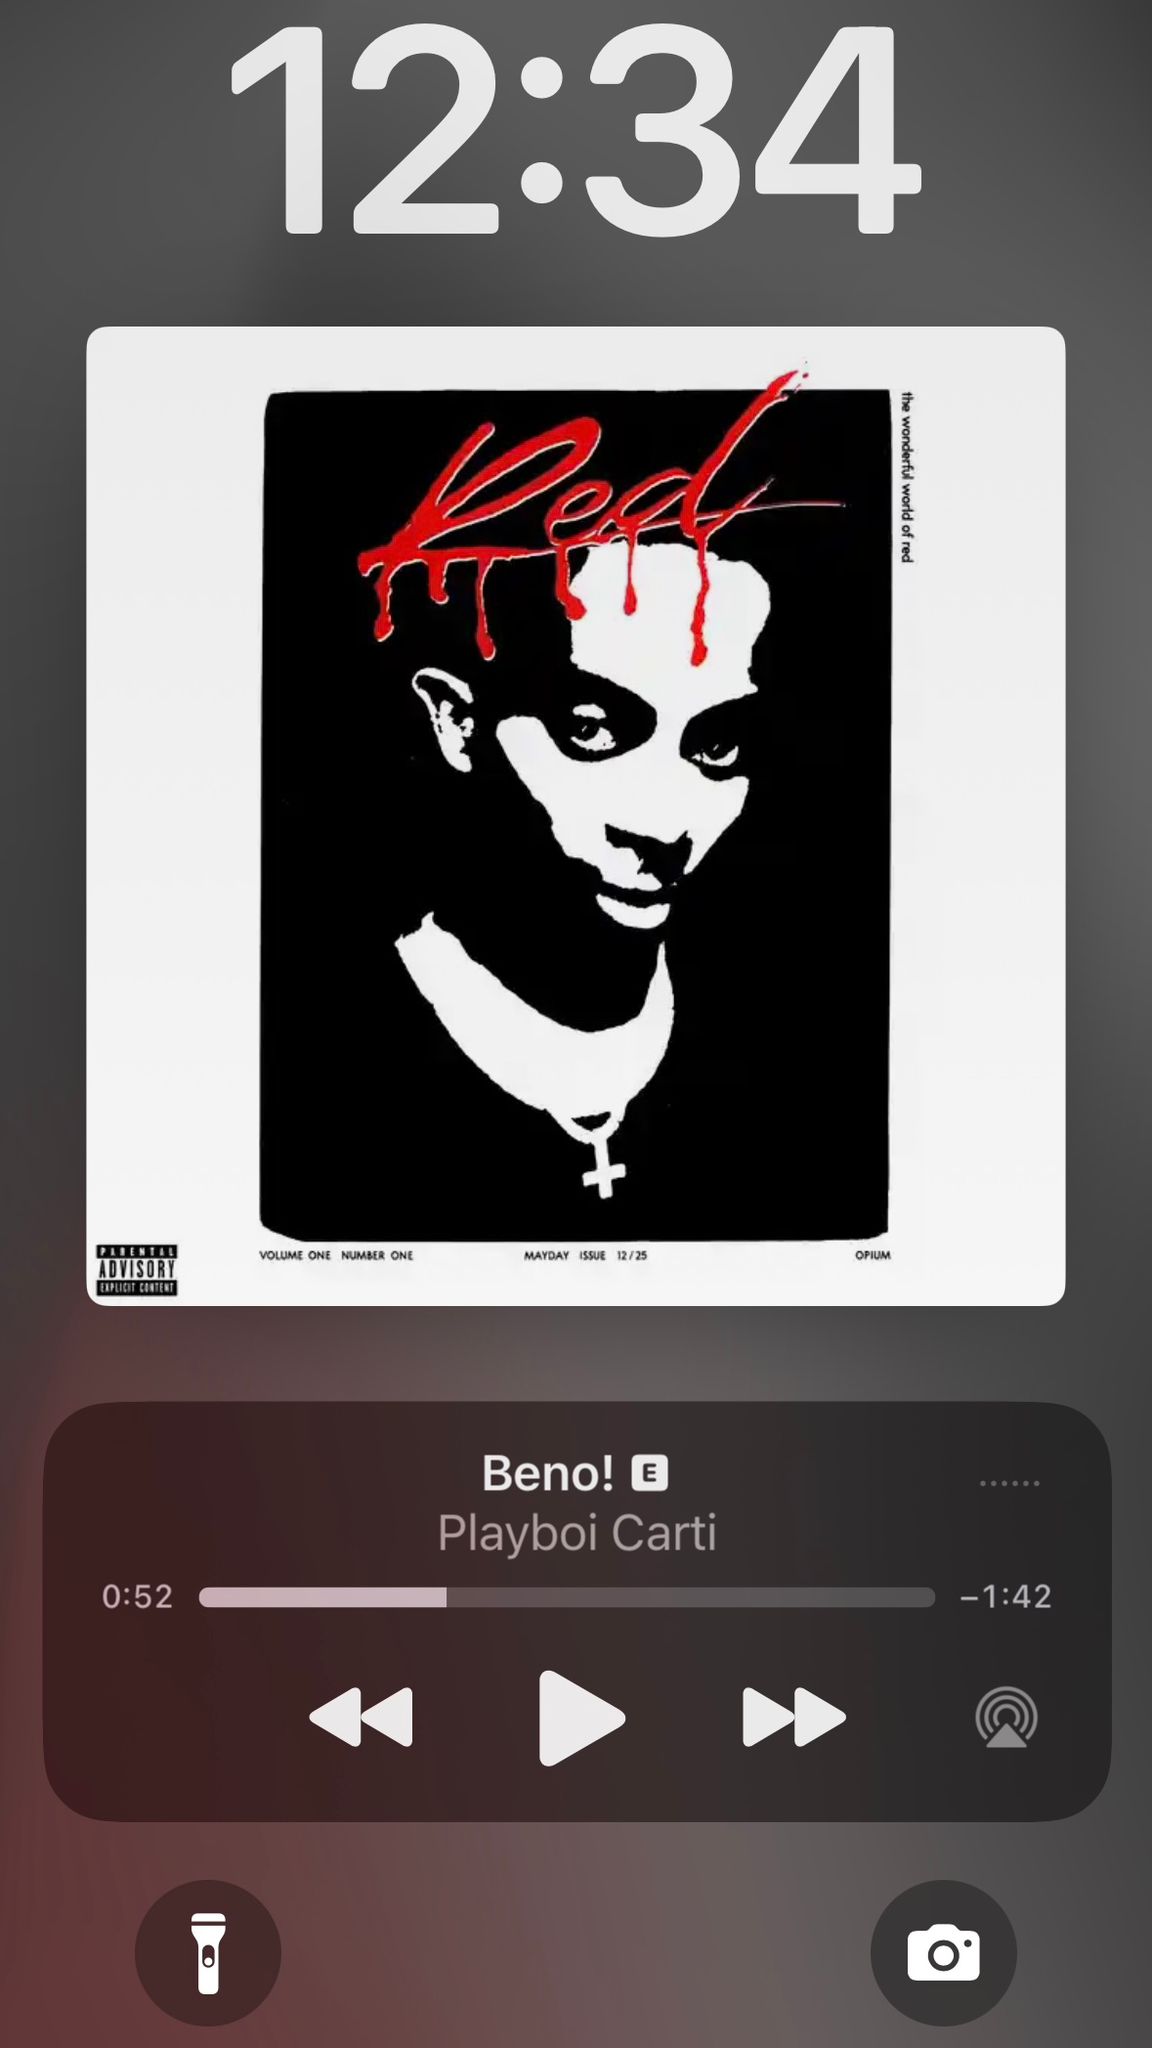 12:34
Red
the wonderful world of red
VOLUME ONE NUMBER ONE MAYDAY ISSUE 12/25 OPIUM
PARENTAL
ADVISORY
EXPLICIT CONTENT
Beno! E
Playboi Carti
0:52 −1:42